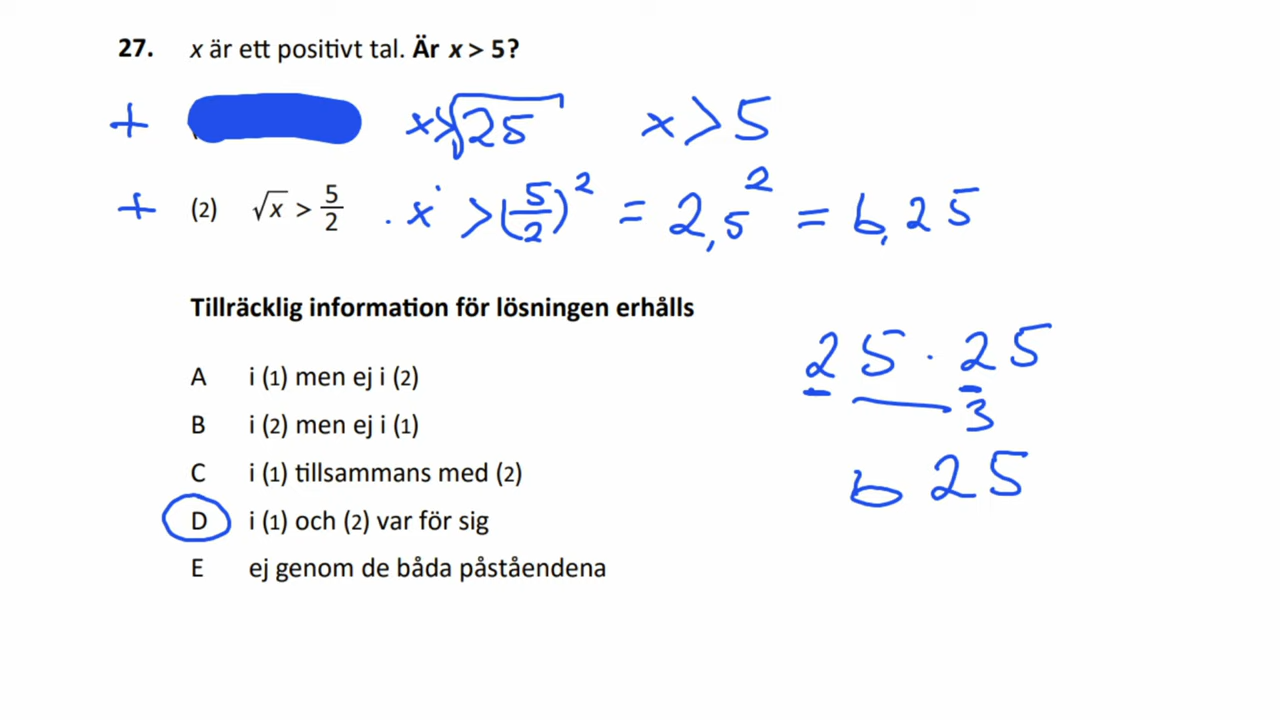 27. x är ett positivt tal. Är x > 5?
+ x>√25 x > 5
+ (2) √x > 5/2 . x > (5/2)² = 2,5² = 6,25
Tillräcklig information för lösningen erhålls
25 · 25
A i (1) men ej i (2)
3
B i (2) men ej i (1)
C i (1) tillsammans med (2)
625
D i (1) och (2) var för sig
E ej genom de båda påståendena